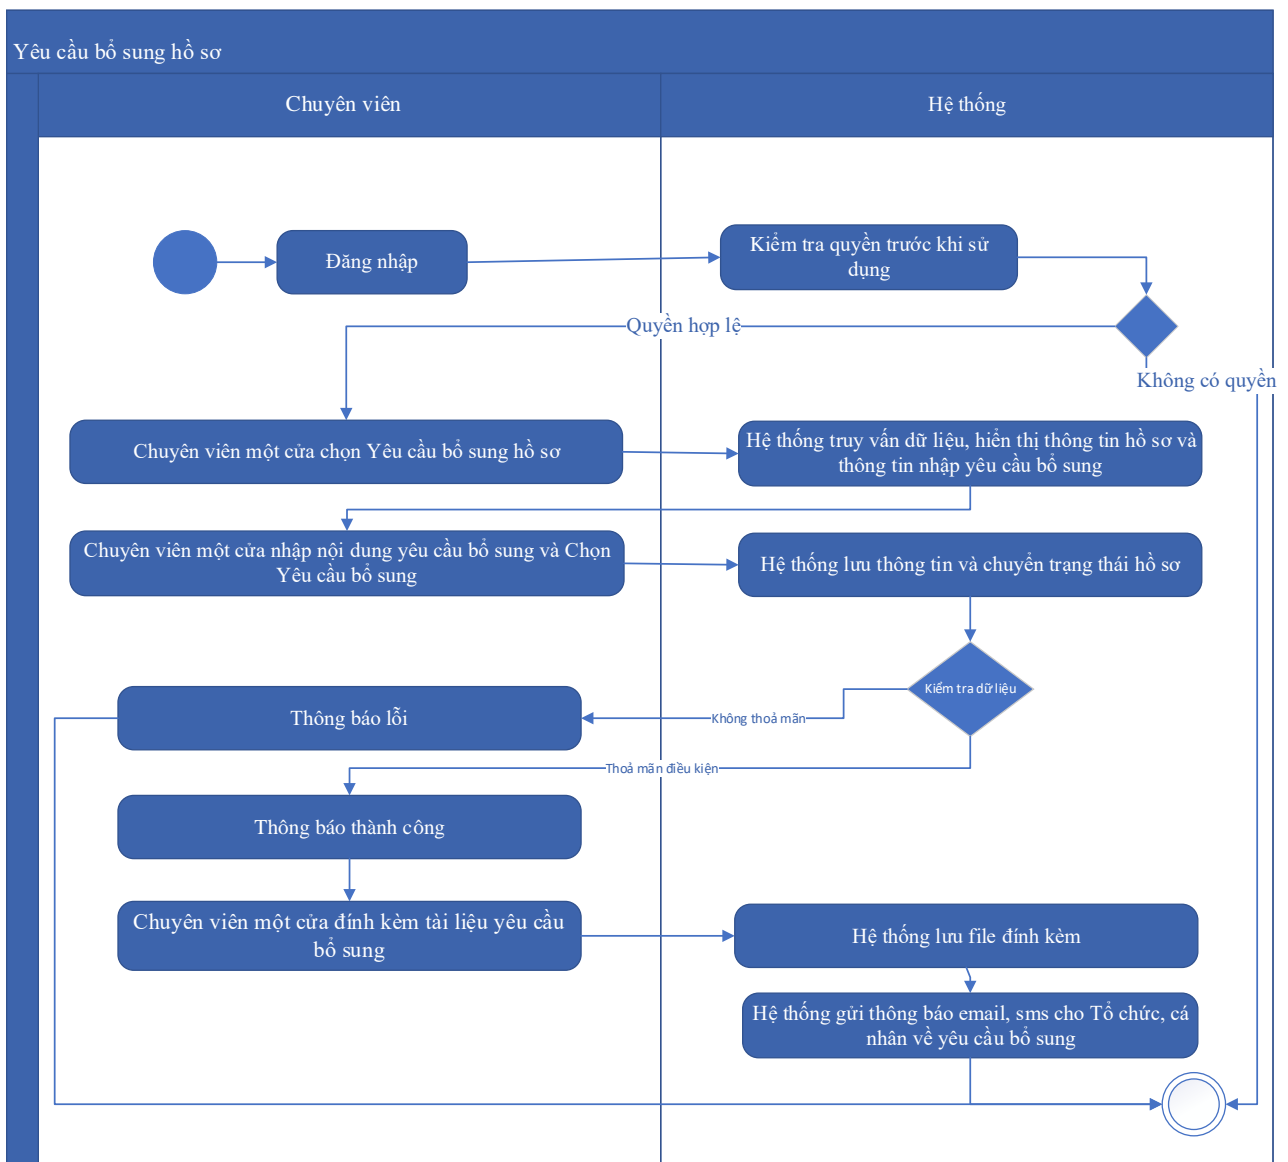 Yêu cầu bổ sung hồ sơ
Chuyên viên
Hệ thống
Đăng nhập
Kiểm tra quyền trước khi sử
dụng
Quyền hợp lệ
Không có quyền
Chuyên viên một cửa chọn Yêu cầu bổ sung hồ sơ
Hệ thống truy vấn dữ liệu, hiển thị thông tin hồ sơ và
thông tin nhập yêu cầu bổ sung
Chuyên viên một cửa nhập nội dung yêu cầu bổ sung và Chọn
Yêu cầu bổ sung
Hệ thống lưu thông tin và chuyển trạng thái hồ sơ
Kiểm tra dữ liệu
Thông báo lỗi
Không thoả mãn
Thoả mãn điều kiện
Thông báo thành công
Chuyên viên một cửa đính kèm tài liệu yêu cầu
bổ sung
Hệ thống lưu file đính kèm
Hệ thống gửi thông báo email, sms cho Tổ chức, cá
nhân về yêu cầu bổ sung